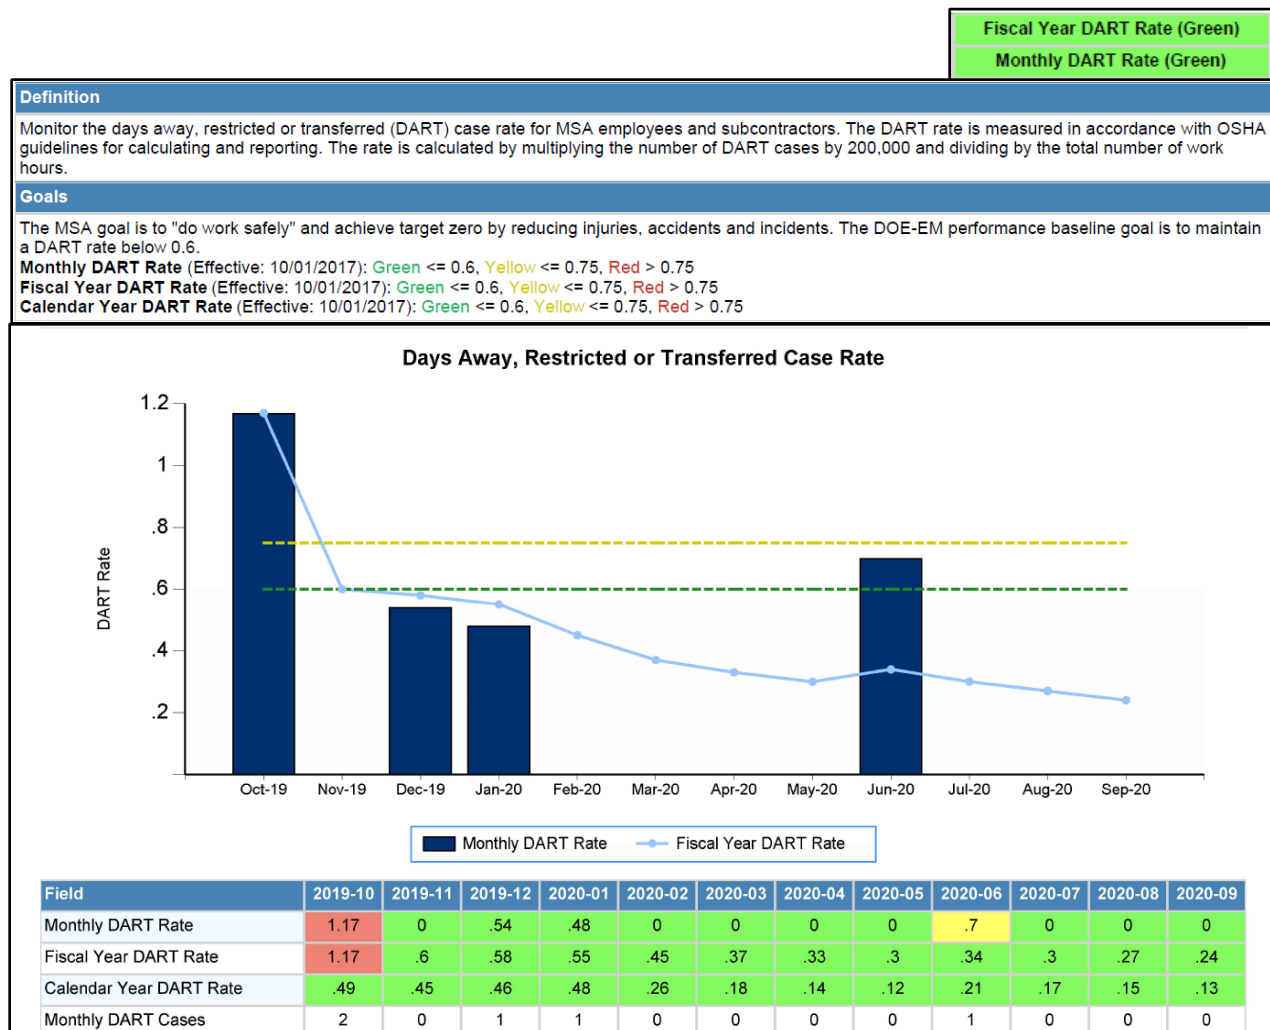 Fiscal Year DART Rate (Green)
Monthly DART Rate (Green)
Definition
Monitor the days away, restricted or transferred (DART) case rate for MSA employees and subcontractors. The DART rate is measured in accordance with OSHA
guidelines for calculating and reporting. The rate is calculated by multiplying the number of DART cases by 200,000 and dividing by the total number of work
hours.
Goals
The MSA goal is to "do work safely" and achieve target zero by reducing injuries, accidents and incidents. The DOE-EM performance baseline goal is to maintain
a DART rate below 0.6.
Monthly DART Rate (Effective: 10/01/2017): Green <= 0.6, Yellow <= 0.75, Red > 0.75
Fiscal Year DART Rate (Effective: 10/01/2017): Green <= 0.6, Yellow <= 0.75, Red > 0.75
Calendar Year DART Rate (Effective: 10/01/2017): Green <= 0.6, Yellow <= 0.75, Red > 0.75
Days Away, Restricted or Transferred Case Rate
1.2
1
.8
.6
.4
.2
DART Rate
Oct-19 Nov-19 Dec-19 Jan-20 Feb-20 Mar-20 Apr-20 May-20 Jun-20 Jul-20 Aug-20 Sep-20
Monthly DART Rate Fiscal Year DART Rate
Field 2019-10 2019-11 2019-12 2020-01 2020-02 2020-03 2020-04 2020-05 2020-06 2020-07 2020-08 2020-09
Monthly DART Rate 1.17 0 .54 .48 0 0 0 0 .7 0 0 0
Fiscal Year DART Rate 1.17 .6 .58 .55 .45 .37 .33 .3 .34 .3 .27 .24
Calendar Year DART Rate .49 .45 .46 .48 .26 .18 .14 .12 .21 .17 .15 .13
Monthly DART Cases 2 0 1 1 0 0 0 0 1 0 0 0